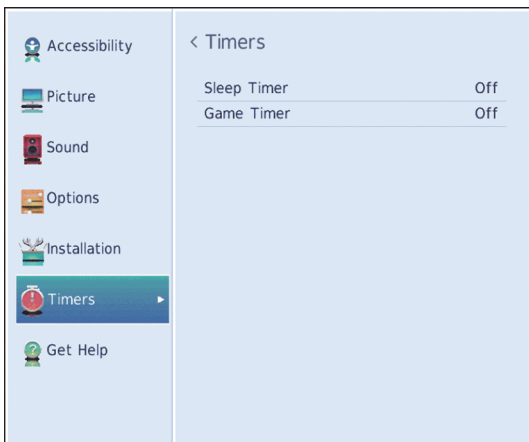 Accessibility
Picture
Sound
Options
Installation
Timers
Get Help
< Timers
Sleep Timer Off
Game Timer Off